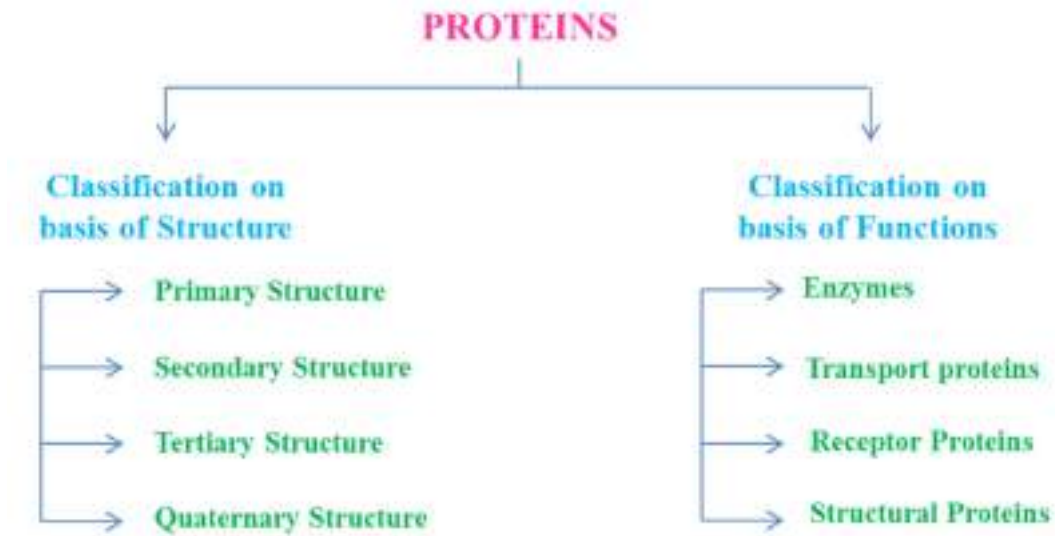 PROTEINS
Classification on
basis of Structure
Primary Structure
Secondary Structure
Tertiary Structure
Quaternary Structure
Classification on
basis of Functions
Enzymes
Transport proteins
Receptor Proteins
Structural Proteins